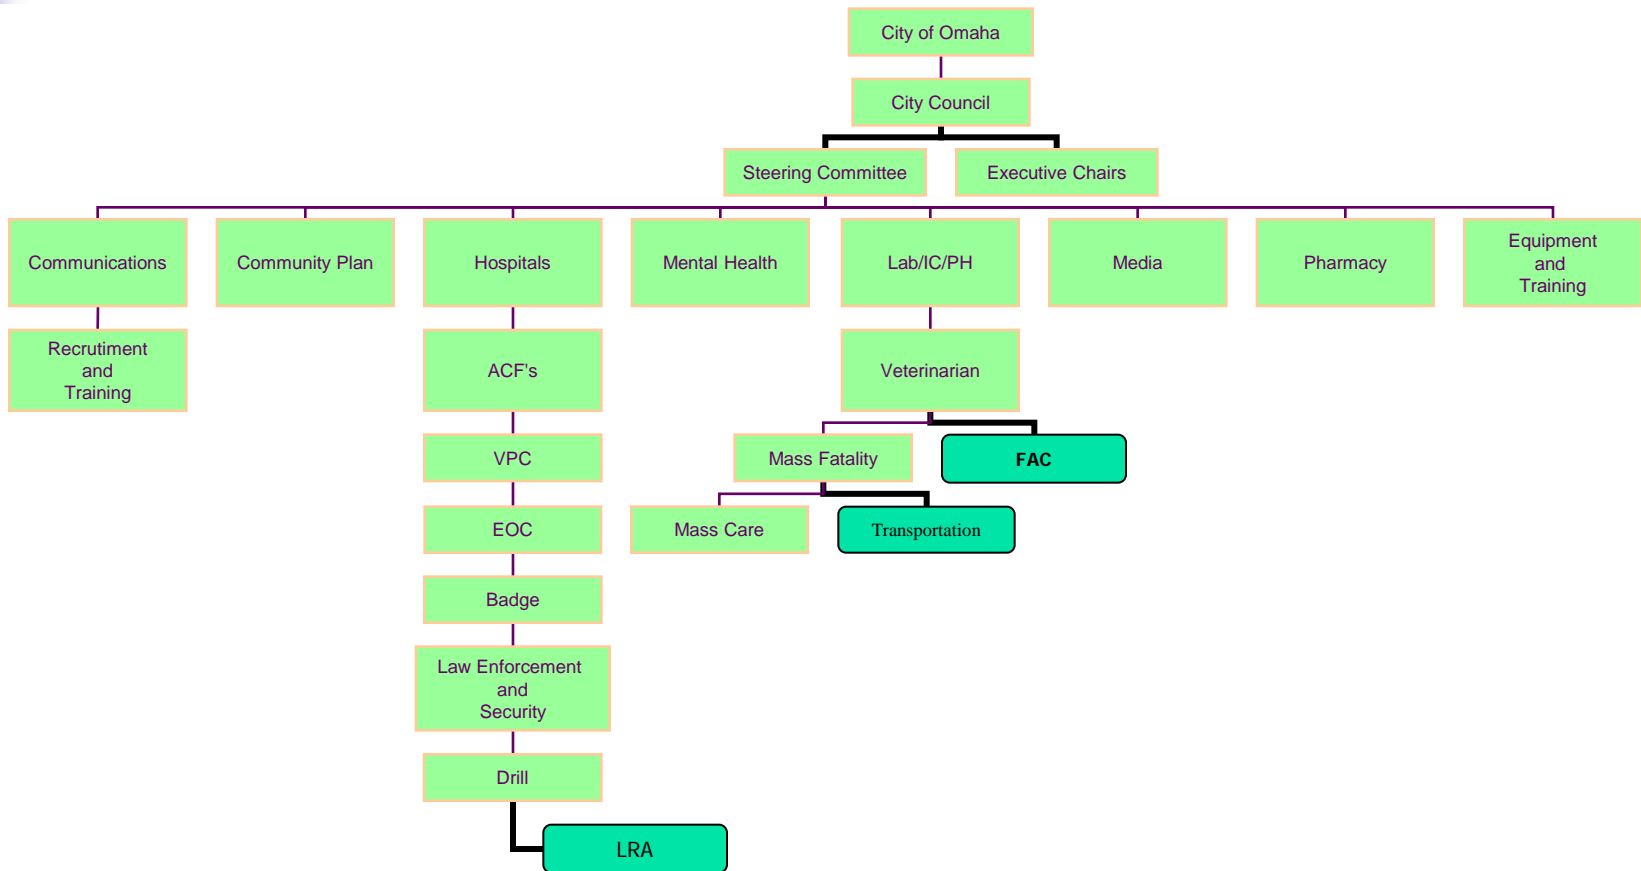 City of Omaha
City Council
Steering Committee
Executive Chairs
Communications
Community Plan
Hospitals
Mental Health
Lab/IC/PH
Media
Pharmacy
Equipment
and
Training
Recrutiment
and
Training
ACF's
Veterinarian
VPC
Mass Fatality
FAC
EOC
Mass Care
Transportation
Badge
Law Enforcement
and
Security
Drill
LRA